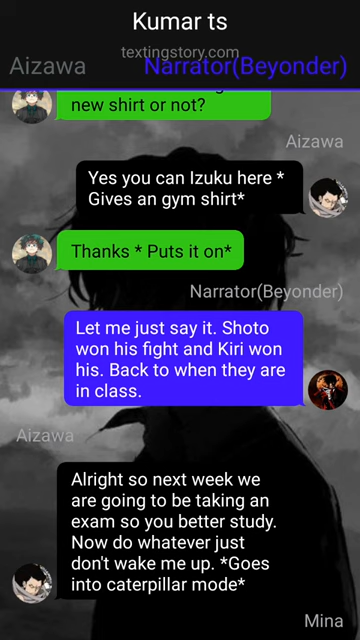 Kumar ts
textingstory.com
Aizawa
Narrator(Beyonder)
new shirt or not?
Aizawa
Yes you can Izuku here *
Gives an gym shirt*
Thanks * Puts it on*
Narrator(Beyonder)
Let me just say it. Shoto
won his fight and Kiri won
his. Back to when they are
in class.
Aizawa
Alright so next week we
are going to be taking an
exam so you better study.
Now do whatever just
don't wake me up. *Goes
into caterpillar mode*
Mina